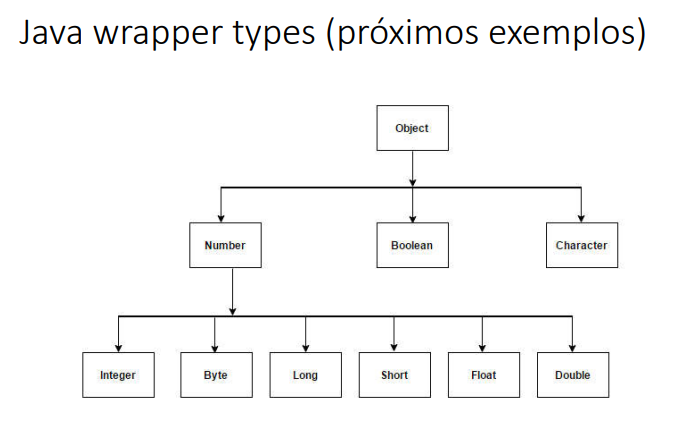 Java wrapper types (próximos exemplos)
Object
Number
Boolean
Character
Integer
Byte
Long
Short
Float
Double